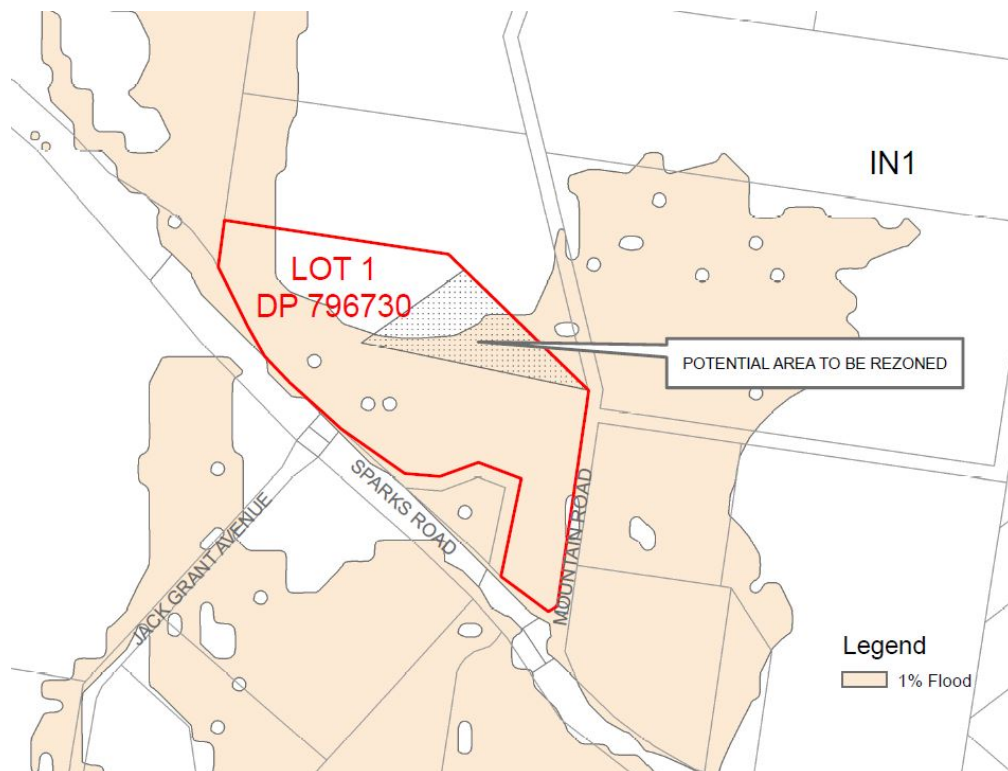 IN1
LOT 1
DP 796730
POTENTIAL AREA TO BE REZONED
SPARKS ROAD
JACK GRANT AVENUE
MOUNTAIN ROAD
Legend
1% Flood